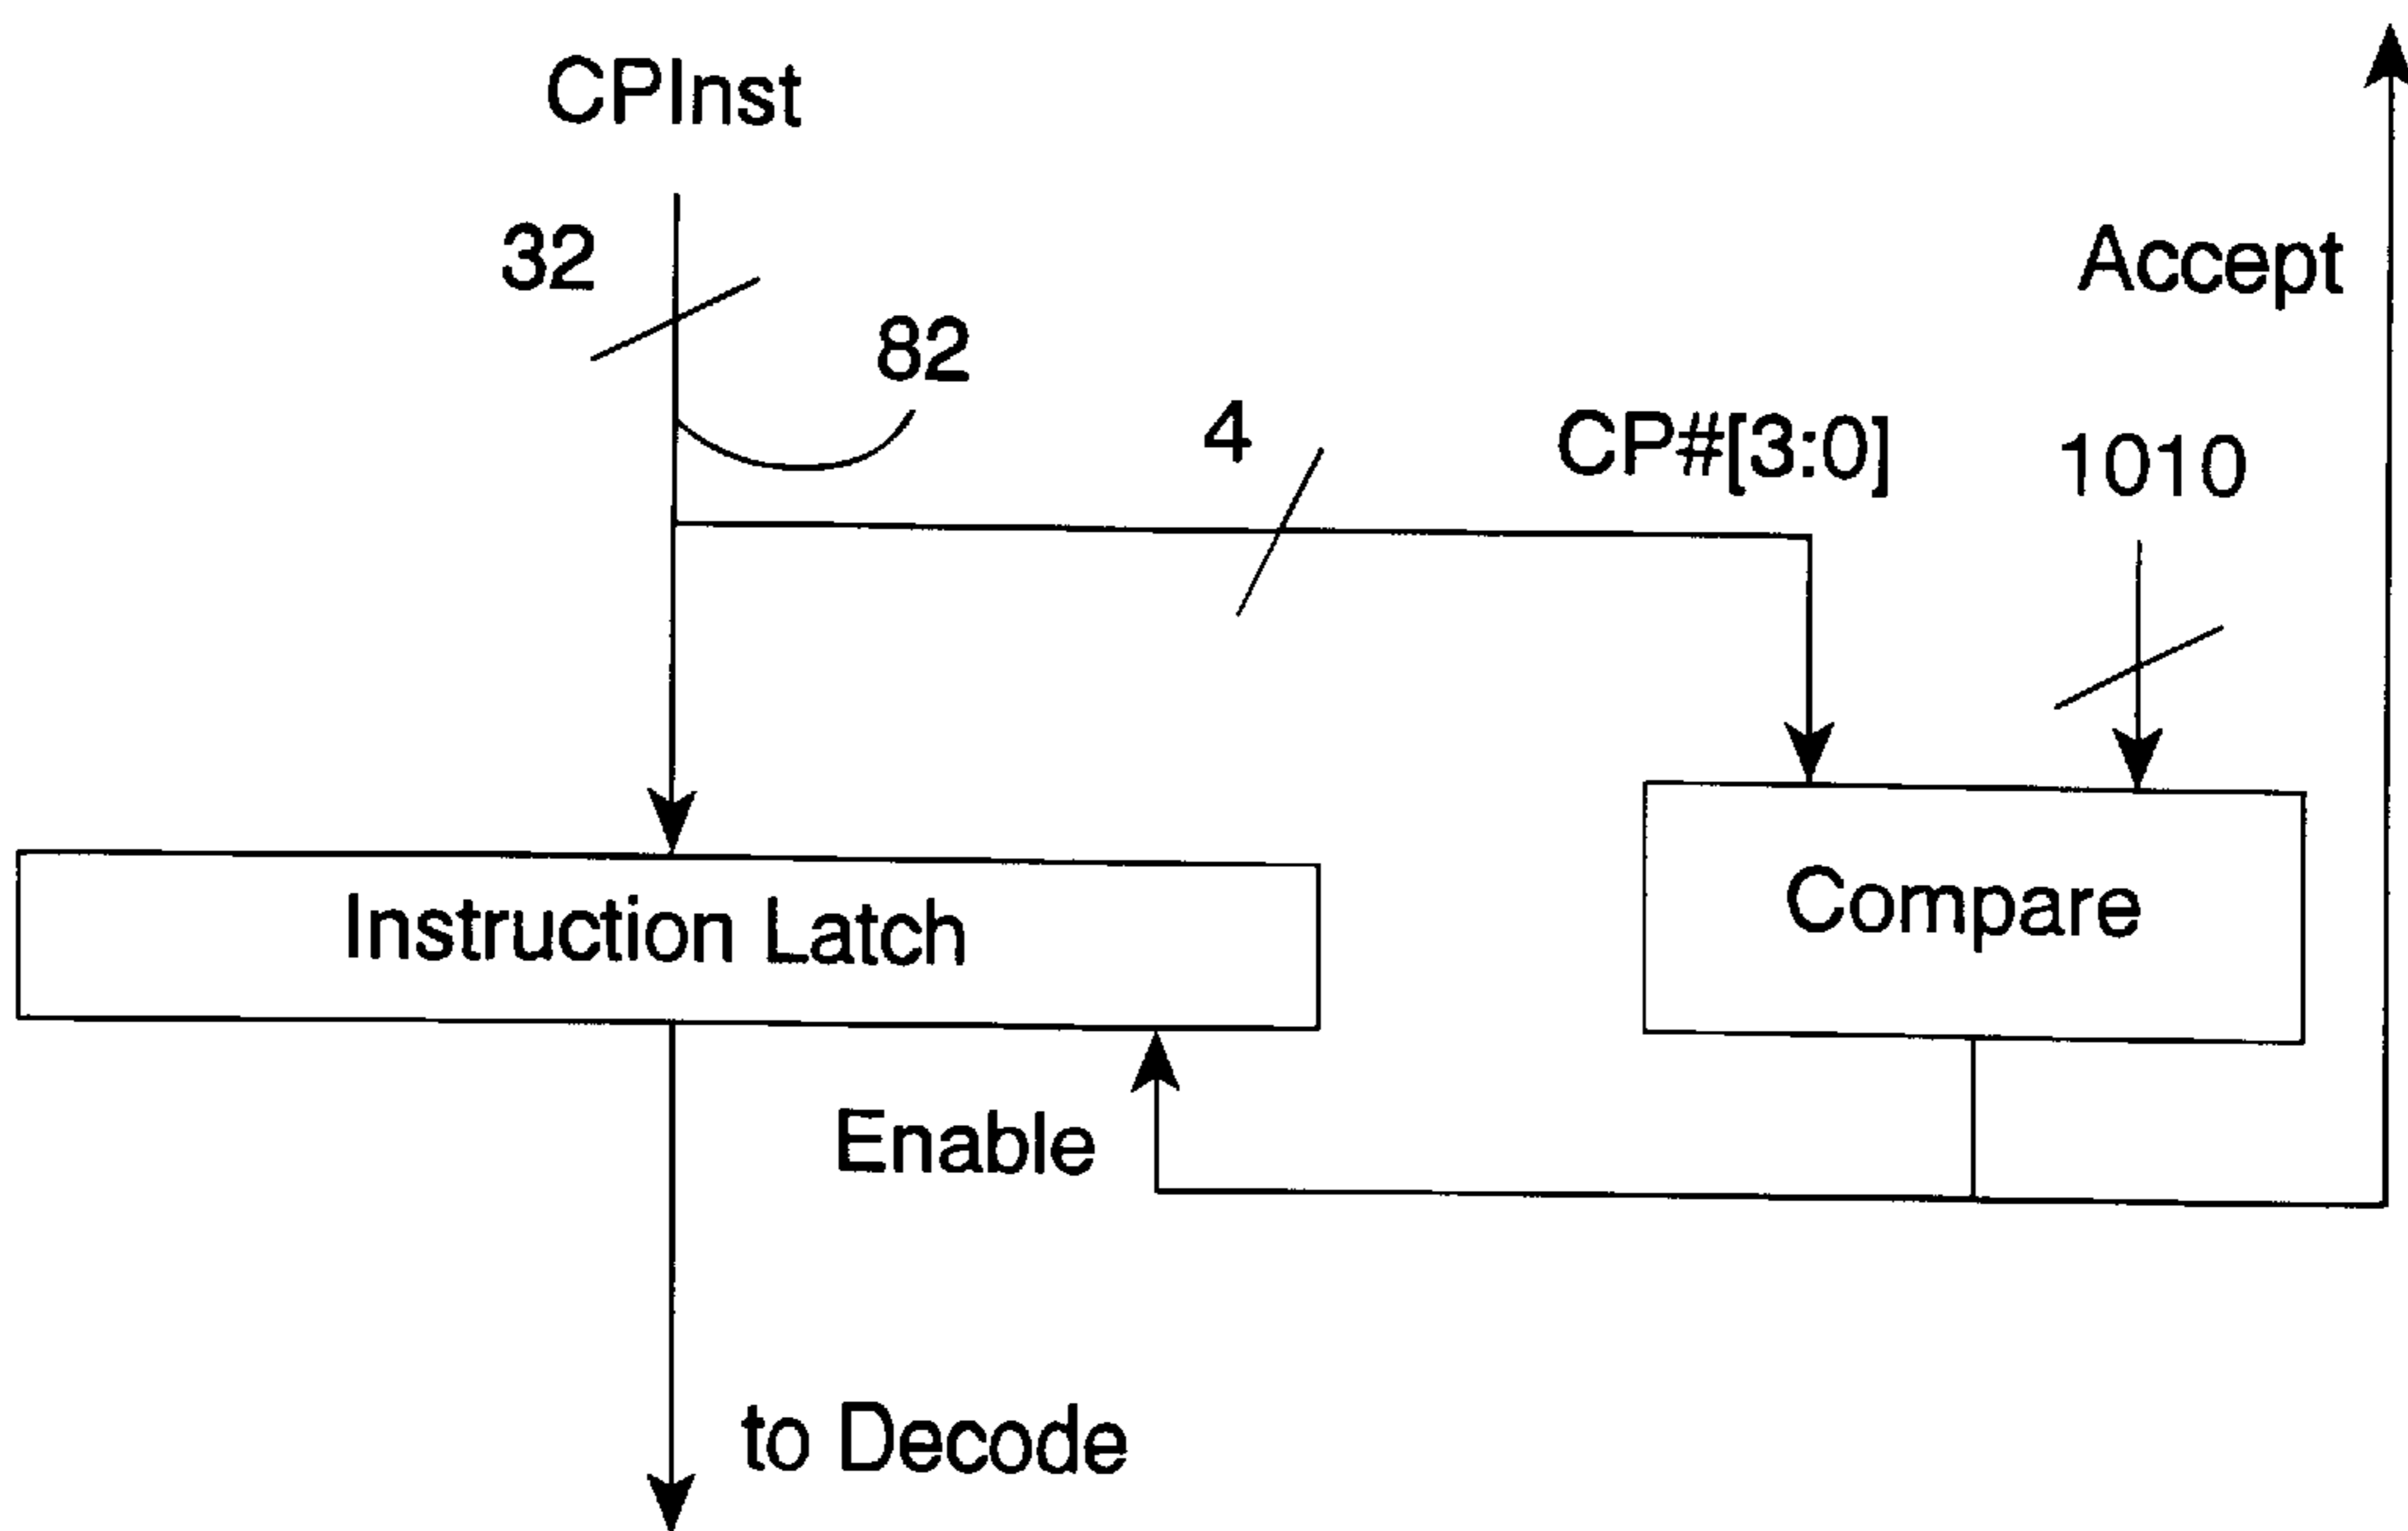 CPInst
32
Accept
82
4
CP#[3:0]
1010
Instruction Latch
Compare
Enable
to Decode